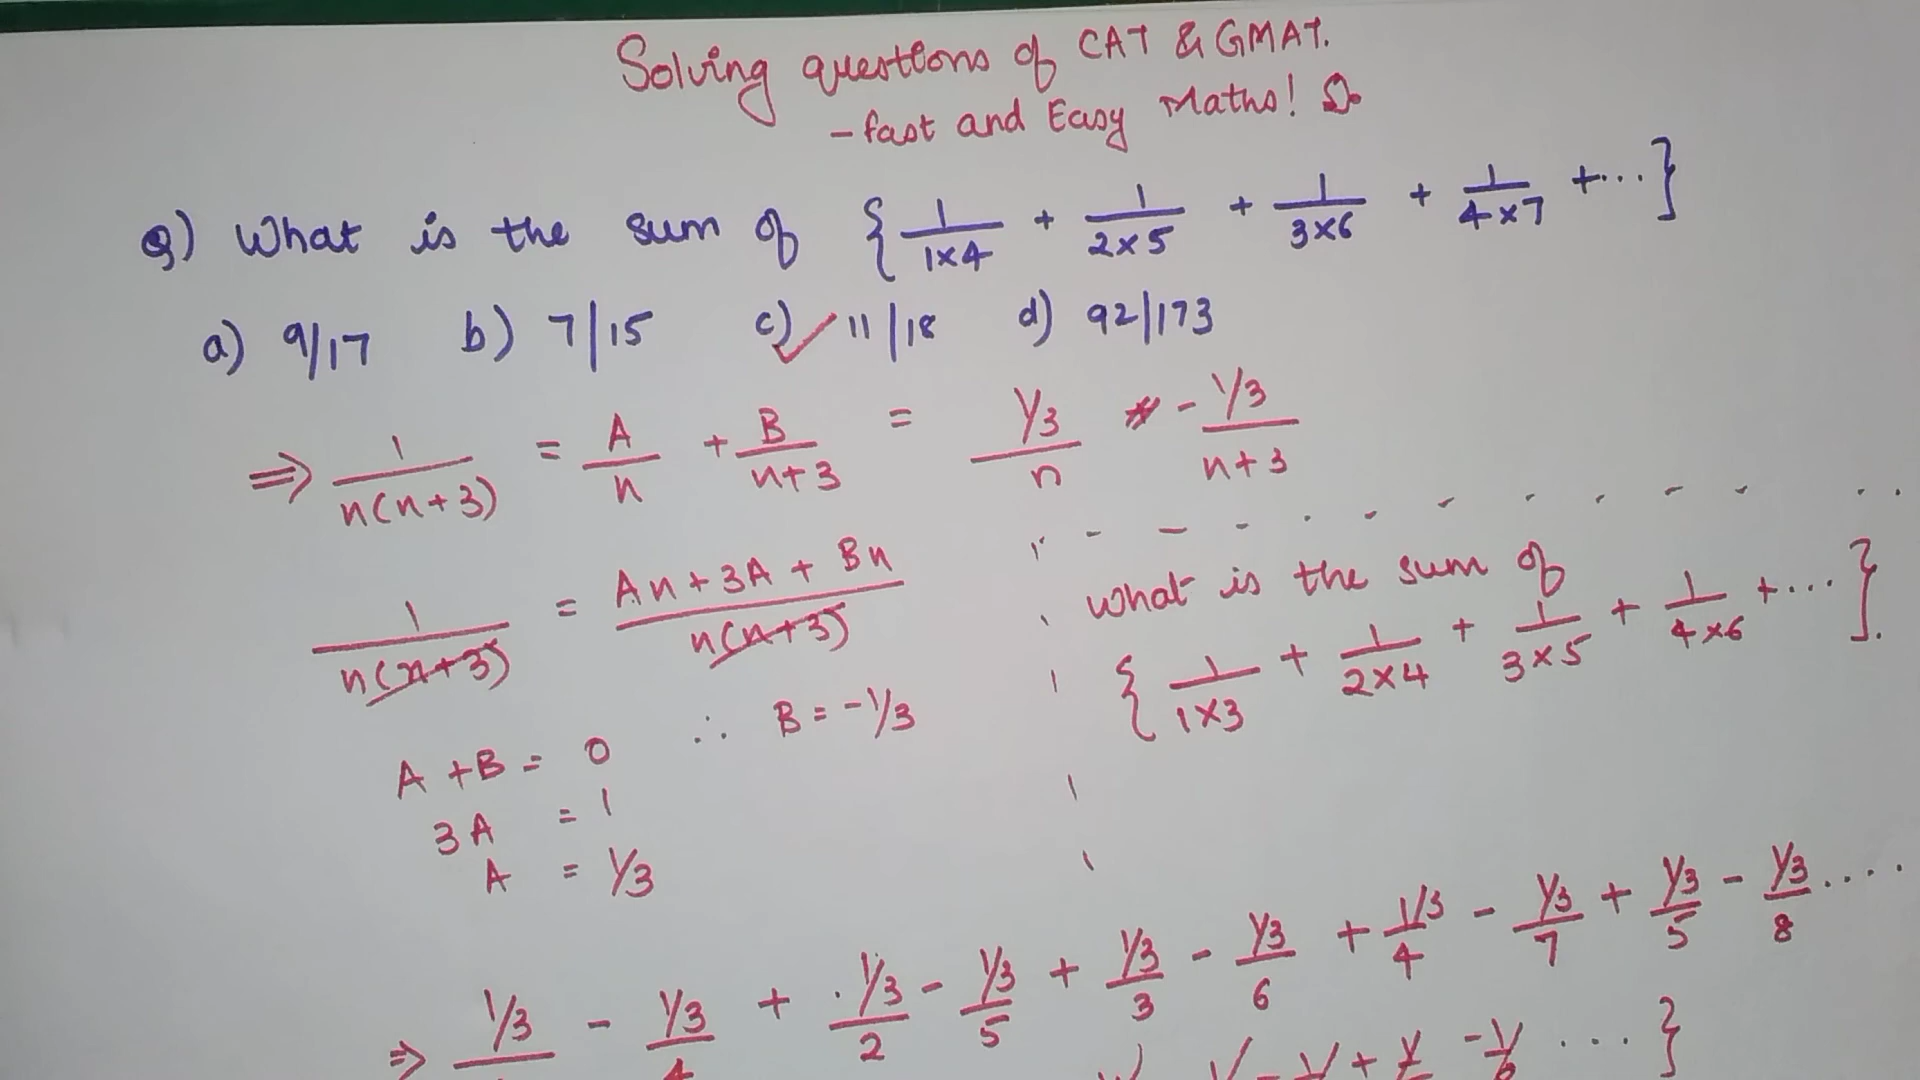 Solving questions of CAT & GMAT.
- fast and Easy Maths!
Q) What is the sum of { 1/1×4 + 1/2×5 + 1/3×6 + 1/4×7 + ... }
a) 9/17 b) 7/15 c) ✓ 11/18 d) 92/173
⇒ 1/n(n+3) = A/n + B/n+3 = 1/3/n - 1/3/n+3
1/n(n+3) = An+3A+Bn/n(n+3)
A+B = 0 ∴ B = -1/3
3A = 1
A = 1/3
What is the sum of
{ 1/1×3 + 1/2×4 + 1/3×5 + 1/4×6 + ... }.
⇒ 1/3 - 1/3/4 + 1/3/2 - 1/3/5 + 1/3/3 - 1/3/6 + 1/3/4 - 1/3/7 + 1/3/5 - 1/3/8 ....